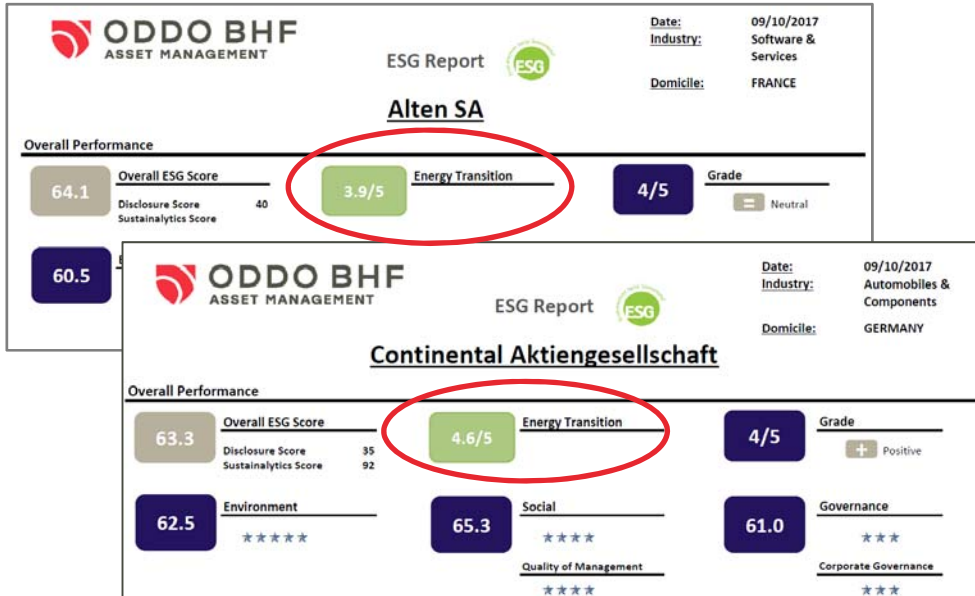 ODDO BHF
ASSET MANAGEMENT
ESG Report
ESG
Date: 09/10/2017
Industry: Software &
Services
Domicile: FRANCE
Alten SA
Overall Performance
64.1
Overall ESG Score
Disclosure Score 40
Sustainalytics Score
3.9/5
Energy Transition
4/5
Grade
= Neutral
60.5
ODDO BHF
ASSET MANAGEMENT
ESG Report
ESG
Date: 09/10/2017
Industry: Automobiles &
Components
Domicile: GERMANY
Continental Aktiengesellschaft
Overall Performance
63.3
Overall ESG Score
Disclosure Score 35
Sustainalytics Score 92
4.6/5
Energy Transition
4/5
Grade
+ Positive
62.5
Environment
★★★★★
65.3
Social
★★★★
Quality of Management
★★★★
61.0
Governance
★★★
Corporate Governance
★★★